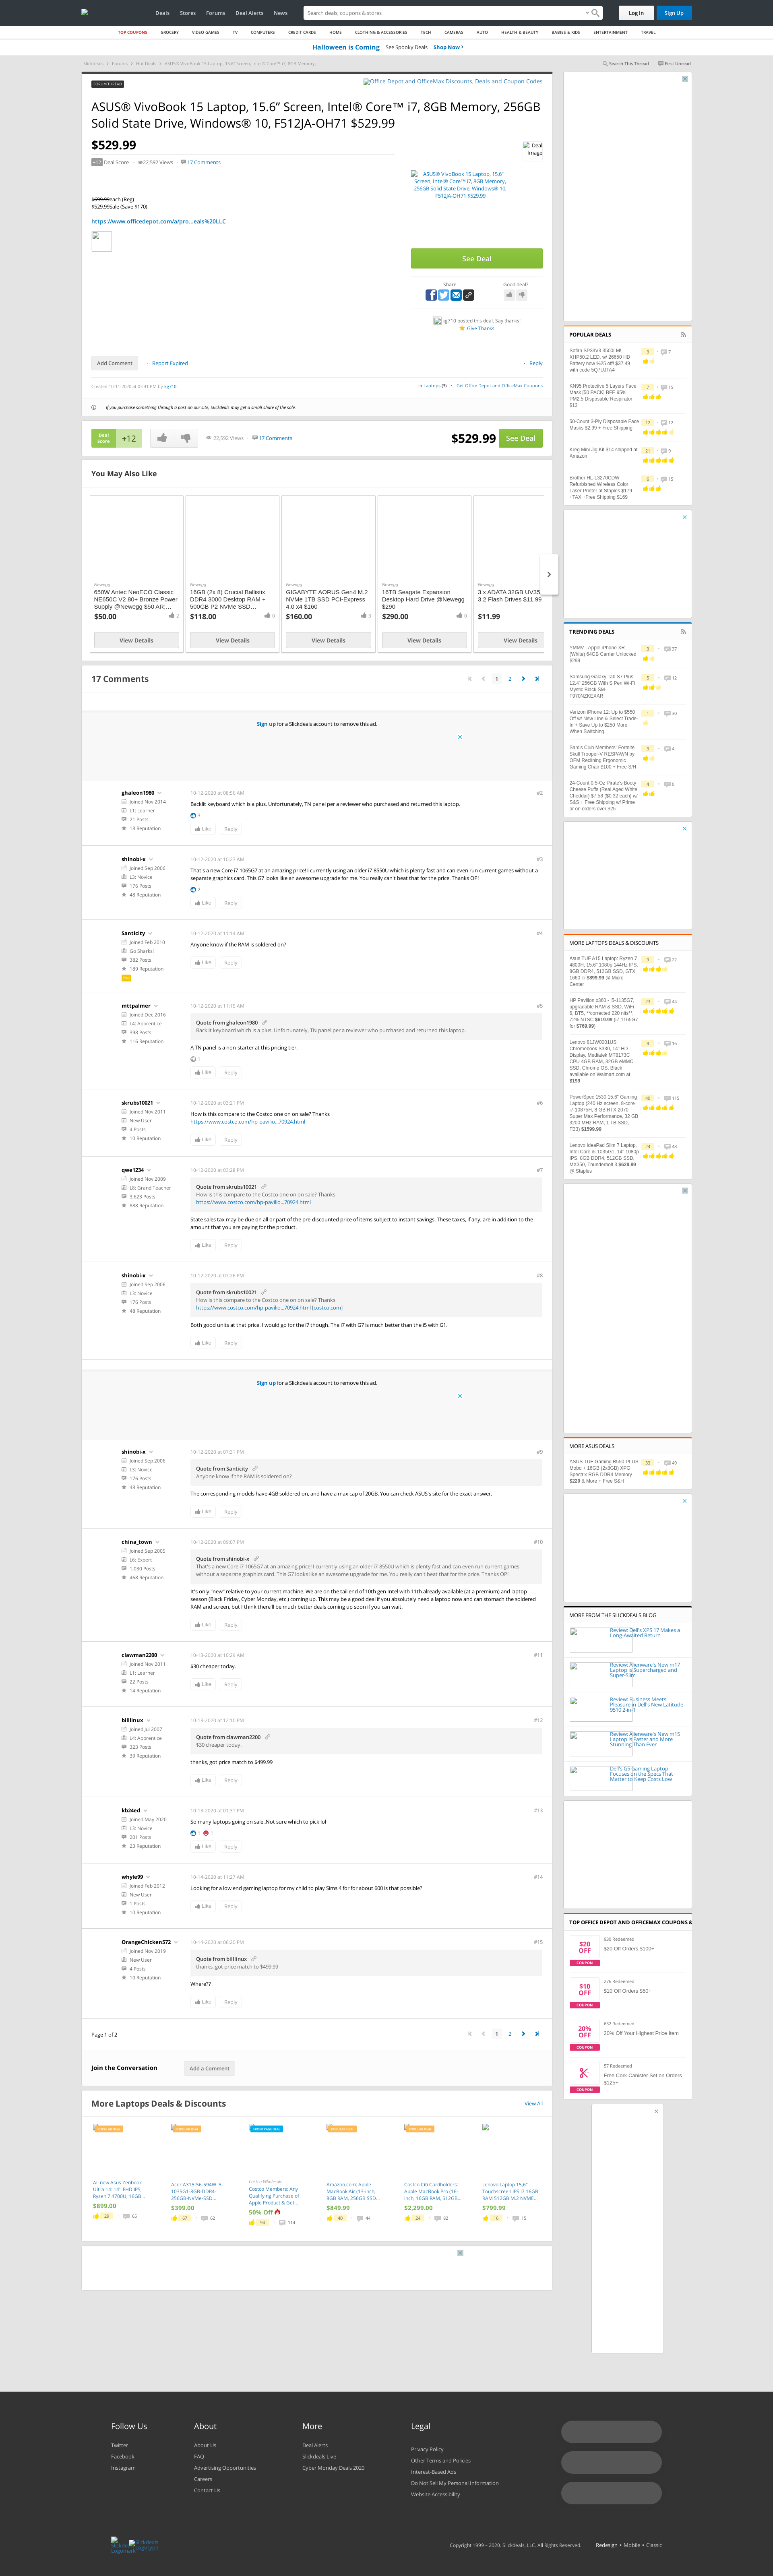 Deals
Stores
Forums
Deal Alerts
News
Search deals, coupons & stores
Log In
Sign Up
TOP COUPONS
GROCERY
VIDEO GAMES
TV
COMPUTERS
CREDIT CARDS
HOME
CLOTHING & ACCESSORIES
TECH
CAMERAS
AUTO
HEALTH & BEAUTY
BABIES & KIDS
ENTERTAINMENT
TRAVEL
Halloween is Coming See Spooky Deals Shop Now ›
Slickdeals > Forums > Hot Deals > ASUS® VivoBook 15 Laptop, 15.6" Screen, Intel® Core™ i7, 8GB Memory, ...
Search This Thread
Find Unread
FORUM THREAD
Office Depot and OfficeMax Discounts, Deals and Coupon Codes
ASUS® VivoBook 15 Laptop, 15.6” Screen, Intel® Core™ i7, 8GB Memory, 256GB
Solid State Drive, Windows® 10, F512JA-OH71 $529.99
$529.99
+12 Deal Score
22,592 Views
17 Comments
Deal
Image
$699.99each (Reg)
$529.99Sale (Save $170)
https://www.officedepot.com/a/pro...eals%20LLC
ASUS® VivoBook 15 Laptop, 15.6"
Screen, Intel® Core™ i7, 8GB Memory,
256GB Solid State Drive, Windows® 10,
F512JA-OH71 $529.99
See Deal
Share
Good deal?
kg710 posted this deal. Say thanks!
Give Thanks
Add Comment
Report Expired
Reply
Created 10-11-2020 at 03:41 PM by kg710
Laptops (3)
Get Office Depot and OfficeMax Coupons
If you purchase something through a post on our site, Slickdeals may get a small share of the sale.
Deal
Score
+12
22,592 Views
17 Comments
$529.99
See Deal
You May Also Like
Newegg
650W Antec NeoECO Classic
NE650C V2 80+ Bronze Power
Supply @Newegg $50 AR,...
$50.00
2
View Details
Newegg
16GB (2x 8) Crucial Ballistix
DDR4 3000 Desktop RAM +
500GB P2 NVMe SSD...
$118.00
0
View Details
Newegg
GIGABYTE AORUS Gen4 M.2
NVMe 1TB SSD PCI-Express
4.0 x4 $160
$160.00
3
View Details
Newegg
16TB Seagate Expansion
Desktop Hard Drive @Newegg
$290
$290.00
0
View Details
Newegg
3 x ADATA 32GB UV35
3.2 Flash Drives $11.99
$11.99
View Details
17 Comments
1
2
Sign up for a Slickdeals account to remove this ad.
ghaleon1980
Joined Nov 2014
L1: Learner
21 Posts
18 Reputation
10-12-2020 at 08:56 AM
#2
Backlit keyboard which is a plus. Unfortunately, TN panel per a reviewer who purchased and returned this laptop.
3
Like
Reply
shinobi-x
Joined Sep 2006
L3: Novice
176 Posts
48 Reputation
10-12-2020 at 10:23 AM
#3
That's a new Core i7-1065G7 at an amazing price! I currently using an older i7-8550U which is plenty fast and can even run current games without a
separate graphics card. This G7 looks like an awesome upgrade for me. You really can't beat that for the price. Thanks OP!
2
Like
Reply
Santicity
Joined Feb 2010
Go Sharks!
382 Posts
189 Reputation
Pro
10-12-2020 at 11:14 AM
#4
Anyone know if the RAM is soldered on?
Like
Reply
mttpalmer
Joined Dec 2016
L4: Apprentice
398 Posts
116 Reputation
10-12-2020 at 11:15 AM
#5
Quote from ghaleon1980
Backlit keyboard which is a plus. Unfortunately, TN panel per a reviewer who purchased and returned this laptop.
A TN panel is a non-starter at this pricing tier.
1
Like
Reply
skrubs10021
Joined Nov 2011
New User
4 Posts
10 Reputation
10-12-2020 at 03:21 PM
#6
How is this compare to the Costco one on on sale? Thanks
https://www.costco.com/hp-pavilio...70924.html
Like
Reply
qwe1234
Joined Nov 2009
L8: Grand Teacher
3,623 Posts
888 Reputation
10-12-2020 at 03:28 PM
#7
Quote from skrubs10021
How is this compare to the Costco one on on sale? Thanks
https://www.costco.com/hp-pavilio...70924.html
State sales tax may be due on all or part of the pre-discounted price of items subject to instant savings. These taxes, if any, are in addition to the
amount that you are paying for the product.
Like
Reply
shinobi-x
Joined Sep 2006
L3: Novice
176 Posts
48 Reputation
10-12-2020 at 07:26 PM
#8
Quote from skrubs10021
How is this compare to the Costco one on on sale? Thanks
https://www.costco.com/hp-pavilio...70924.html [costco.com]
Both good units at that price. I would go for the i7 though. The i7 with G7 is much better than the i5 with G1.
Like
Reply
Sign up for a Slickdeals account to remove this ad.
shinobi-x
Joined Sep 2006
L3: Novice
176 Posts
48 Reputation
10-12-2020 at 07:31 PM
#9
Quote from Santicity
Anyone know if the RAM is soldered on?
The corresponding models have 4GB soldered on, and have a max cap of 20GB. You can check ASUS's site for the exact answer.
Like
Reply
china_town
Joined Sep 2005
L6: Expert
1,030 Posts
468 Reputation
10-12-2020 at 09:07 PM
#10
Quote from shinobi-x
That's a new Core i7-1065G7 at an amazing price! I currently using an older i7-8550U which is plenty fast and can even run current games
without a separate graphics card. This G7 looks like an awesome upgrade for me. You really can't beat that for the price. Thanks OP!
It's only "new" relative to your current machine. We are on the tail end of 10th gen Intel with 11th already available (at a premium) and laptop
season (Black Friday, Cyber Monday, etc.) coming up. This may be a good deal if you absolutely need a laptop now and can stomach the soldered
RAM and screen, but I think there'll be much better deals coming up soon if you can wait.
Like
Reply
clawman2200
Joined Nov 2011
L1: Learner
22 Posts
14 Reputation
10-13-2020 at 10:29 AM
#11
$30 cheaper today.
Like
Reply
billlinux
Joined Jul 2007
L4: Apprentice
323 Posts
39 Reputation
10-13-2020 at 12:10 PM
#12
Quote from clawman2200
$30 cheaper today.
thanks, got price match to $499.99
Like
Reply
kb24ed
Joined May 2020
L3: Novice
201 Posts
23 Reputation
10-13-2020 at 01:31 PM
#13
So many laptops going on sale..Not sure which to pick lol
1
1
Like
Reply
whyle99
Joined Feb 2012
New User
1 Posts
10 Reputation
10-14-2020 at 11:27 AM
#14
Looking for a low end gaming laptop for my child to play Sims 4 for for about 600 is that possible?
Like
Reply
OrangeChicken572
Joined Nov 2019
New User
4 Posts
10 Reputation
10-14-2020 at 06:20 PM
#15
Quote from billlinux
thanks, got price match to $499.99
Where??
Like
Reply
Page 1 of 2
1
2
Join the Conversation
Add a Comment
More Laptops Deals & Discounts
View All
POPULAR DEAL
All new Asus Zenbook
Ultra 14: 14" FHD IPS,
Ryzen 7 4700U, 16GB...
$899.00
29
65
POPULAR DEAL
Acer A315-56-594W i5-
1035G1-8GB-DDR4-
256GB-NVMe-SSD...
$399.00
67
62
FRONTPAGE DEAL
Costco Wholesale
Costco Members: Any
Qualifying Purchase of
Apple Product & Get...
50% Off
94
114
POPULAR DEAL
Amazon.com: Apple
MacBook Air (13-inch,
8GB RAM, 256GB SSD...
$849.99
40
44
POPULAR DEAL
Costco Citi Cardholders:
Apple MacBook Pro (16-
inch, 16GB RAM, 512GB...
$2,299.00
24
82
Lenovo Laptop 15.6"
Touchscreen IPS i7 16GB
RAM 512GB M.2 NVME...
$799.99
16
15
POPULAR DEALS
Sofirn SP33V3 3500LM!,
XHP50.2 LED, w/ 26650 HD
Battery now %25 off! $37.49
with code 5Q7UJTA4
3
7
KN95 Protective 5 Layers Face
Mask [50 PACK] BFE 95%
PM2.5 Disposable Respirator
$13
7
15
50-Count 3-Ply Disposable Face
Masks $2.99 + Free Shipping
13
12
Kreg Mini Jig Kit $14 shipped at
Amazon
21
9
Brother HL-L3270CDW
Refurbished Wireless Color
Laser Printer at Staples $179
+TAX +Free Shipping $169
6
15
TRENDING DEALS
YMMV - Apple iPhone XR
(White) 64GB Carrier Unlocked
$299
3
37
Samsung Galaxy Tab S7 Plus
12.4" 256GB With S Pen Wi-Fi
Mystic Black SM-
T970NZKEXAR
5
12
Verizon iPhone 12: Up to $550
Off w/ New Line & Select Trade-
In + Save Up to $250 More
When Switching
1
30
Sam's Club Members: Fortnite
Skull Trooper-V RESPAWN by
OFM Reclining Ergonomic
Gaming Chair $100 + Free S/H
3
4
24-Count 0.5-Oz Pirate's Booty
Cheese Puffs (Real Aged White
Cheddar) $7.58 ($0.32 each) w/
S&S + Free Shipping w/ Prime
or on orders over $25
4
0
MORE LAPTOPS DEALS & DISCOUNTS
Asus TUF A15 Laptop: Ryzen 7
4800H, 15.6" 1080p 144Hz IPS,
8GB DDR4, 512GB SSD, GTX
1660 Ti $899.99 @ Micro
Center
9
22
HP Pavilion x360 - i5-1135G7,
upgradable RAM & SSD, WiFi
6, BT5, **corrected 220 nits**,
72% NTSC $619.99 (i7-1165G7
for $789.99)
23
44
Lenovo 81JW0001US
Chromebook S330, 14" HD
Display, Mediatek MT8173C
CPU 4GB RAM, 32GB eMMC
SSD, Chrome OS, Black
available on Walmart.com at
$199
9
16
PowerSpec 1530 15.6" Gaming
Laptop (240 Hz screen, 8-core
i7-10875H, 8 GB RTX 2070
Super Max Performance, 32 GB
3200 MHz RAM, 1 TB SSD,
TB3) $1599.99
40
115
Lenovo IdeaPad Slim 7 Laptop,
Intel Core i5-1035G1, 14" 1080p
IPS, 8GB DDR4, 512GB SSD,
MX350, Thunderbolt 3 $629.99
@ Staples
24
48
MORE ASUS DEALS
ASUS TUF Gaming B550-PLUS
Mobo + 16GB (2x8GB) XPG
Spectrix RGB DDR4 Memory
$220 & More + Free S&H
33
49
MORE FROM THE SLICKDEALS BLOG
Review: Dell's XPS 17 Makes a
Long-Awaited Return
Review: Alienware's New m17
Laptop is Supercharged and
Super-Slim
Review: Business Meets
Pleasure in Dell's New Latitude
9510 2-in-1
Review: Alienware's New m15
Laptop is Faster and More
Stunning Than Ever
Dell's G5 Gaming Laptop
Focuses on the Specs That
Matter to Keep Costs Low
TOP OFFICE DEPOT AND OFFICEMAX COUPONS &
$20
OFF
COUPON
930 Redeemed
$20 Off Orders $100+
$10
OFF
COUPON
276 Redeemed
$10 Off Orders $50+
20%
OFF
COUPON
632 Redeemed
20% Off Your Highest Price Item
COUPON
57 Redeemed
Free Cork Canister Set on Orders
$125+
Follow Us
Twitter
Facebook
Instagram
About
About Us
FAQ
Advertising Opportunities
Careers
Contact Us
More
Deal Alerts
Slickdeals Live
Cyber Monday Deals 2020
Legal
Privacy Policy
Other Terms and Policies
Interest-Based Ads
Do Not Sell My Personal Information
Website Accessibility
Slickdeals
Logotype
Copyright 1999 – 2020. Slickdeals, LLC. All Rights Reserved.
Redesign • Mobile • Classic